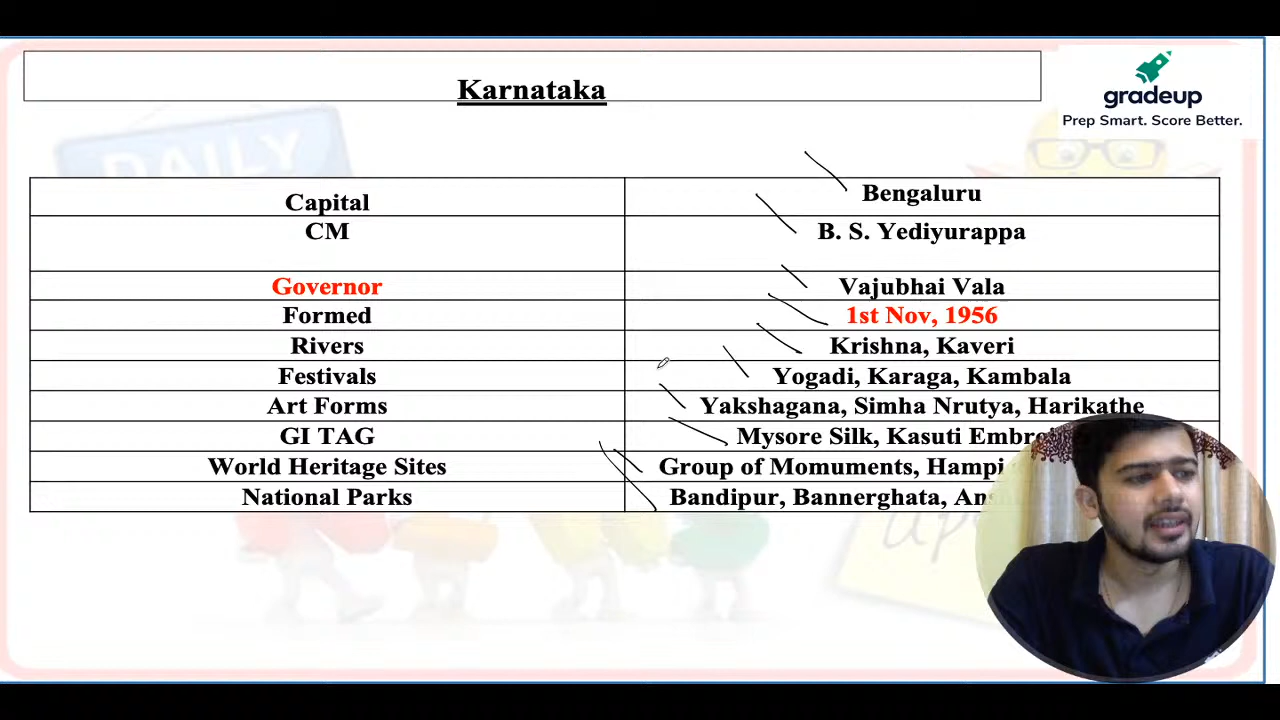 Karnataka
gradeup
Prep Smart. Score Better.
DAILY
Capital Bengaluru
CM B. S. Yediyurappa
Governor Vajubhai Vala
Formed 1st Nov, 1956
Rivers Krishna, Kaveri
Festivals Yogadi, Karaga, Kambala
Art Forms Yakshagana, Simha Nrutya, Harikathe
GI TAG Mysore Silk, Kasuti
World Heritage Sites Group of Momuments, Hampi
National Parks Bandipur, Bannerghata,